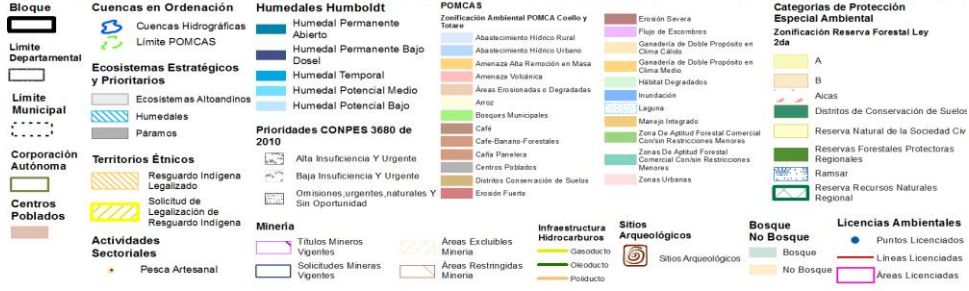 Bloque
Limite
Departamental
Límite
Municipal
Corporación
Autónoma
Centros
Poblados
Cuencas en Ordenación
Cuencas Hidrográficas
Límite POMCAS
Ecosistemas Estratégicos
y Prioritarios
Ecosistemas Altoandinos
Humedales
Páramos
Territorios Étnicos
Resguardo Indígena
Legalizado
Solicitud de
Legalización de
Resguardo Indígena
Actividades
Sectoriales
Pesca Artesanal
Humedales Humboldt
Humedal Permanente
Abierto
Humedal Permanente Bajo
Dosel
Humedal Temporal
Humedal Potencial Medio
Humedal Potencial Bajo
Prioridades CONPES 3680 de
2010
Alta Insuficiencia Y Urgente
Baja Insuficiencia Y Urgente
Omisiones,urgentes,naturales Y
Sin Oportunidad
Minería
Títulos Mineros
Vigentes
Solicitudes Mineras
Vigentes
Áreas Excluibles
Mineria
Áreas Restringidas
Mineria
POMCAS
Zonificación Ambiental POMCA Coello y
Totaro
Abastecimiento Hídrico Rural
Abastecimiento Hídrico Urbano
Amenaza Alta Remoción en Masa
Amenaza Volcánica
Áreas Erosionadas o Degradadas
Arroz
Bosques Municipales
Café
Cafe-Banano-Forestales
Caña Panelera
Centros Poblados
Distritos Conservación de Suelos
Erosión Fuerte
Erosión Severa
Flujo de Escombros
Ganadería de Doble Propósito en
Clima Cálido
Ganadería de Doble Propósito en
Clima Medio
Hábitat Degradados
Inundación
Laguna
Manejo Integrado
Zona De Aptitud Forestal Comercial
Con/sin Restricciones Menores
Zonas De Aptitud Forestal
Comercial Con/sin Restricciones
Menores
Zonas Urbanas
Infraestructura
Hidrocarburos
Gasoducto
Oleoducto
Poliducto
Sitios
Arqueológicos
Sitios Arqueológicos
Categorias de Protección
Especial Ambiental
Zonificación Reserva Forestal Ley
2da
A
B
Aicas
Distritos de Conservación de Suelos
Reserva Natural de la Sociedad Civ
Reservas Forestales Protectoras
Regionales
Ramsar
Reserva Recursos Naturales
Regional
Bosque
No Bosque
Bosque
No Bosque
Licencias Ambientales
Puntos Licenciados
Líneas Licenciadas
Áreas Licenciadas